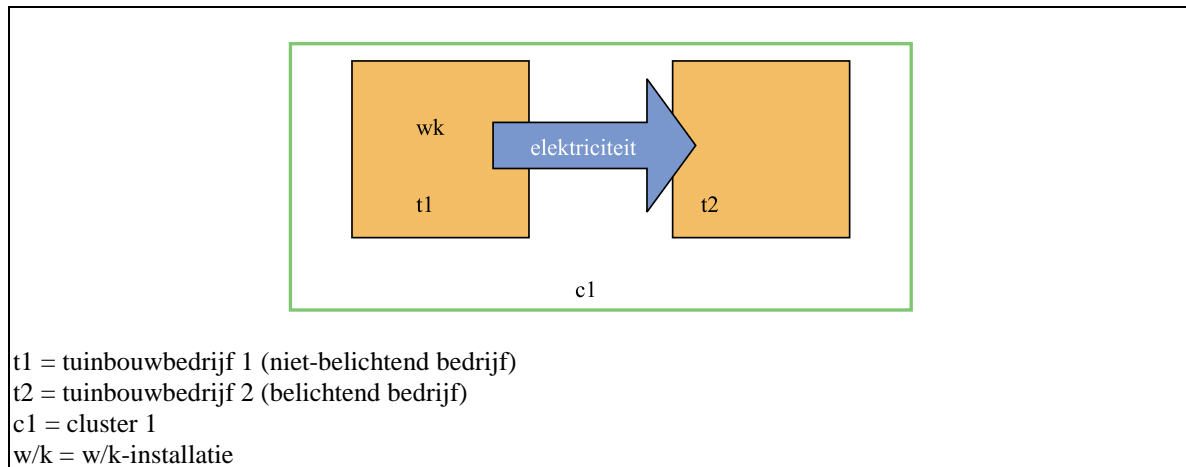 wk
elektriciteit
t1
t2
c1
t1 = tuinbouwbedrijf 1 (niet-belichtend bedrijf)
t2 = tuinbouwbedrijf 2 (belichtend bedrijf)
c1 = cluster 1
w/k = w/k-installatie